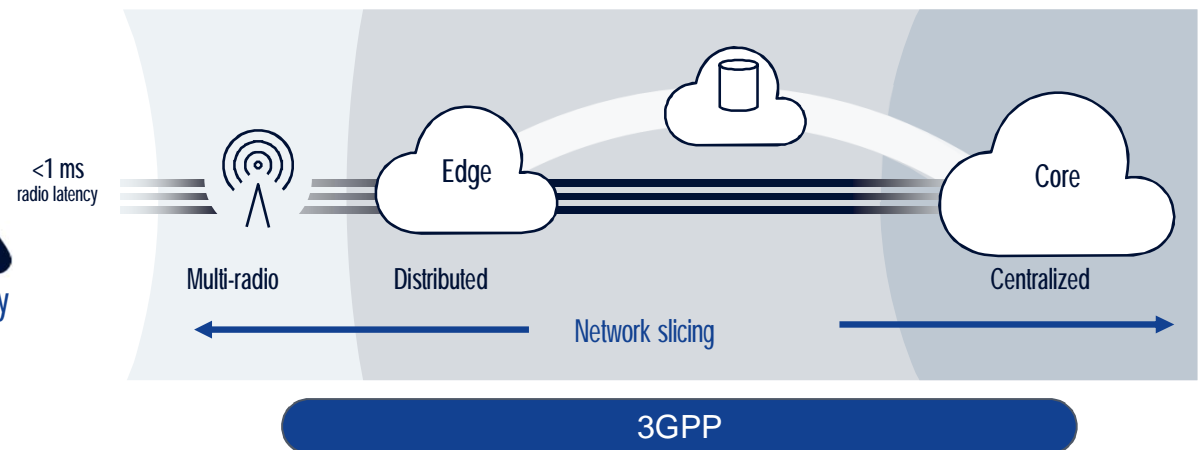 <1 ms
radio latency
Edge
Core
Multi-radio
Distributed
Centralized
Network slicing
3GPP